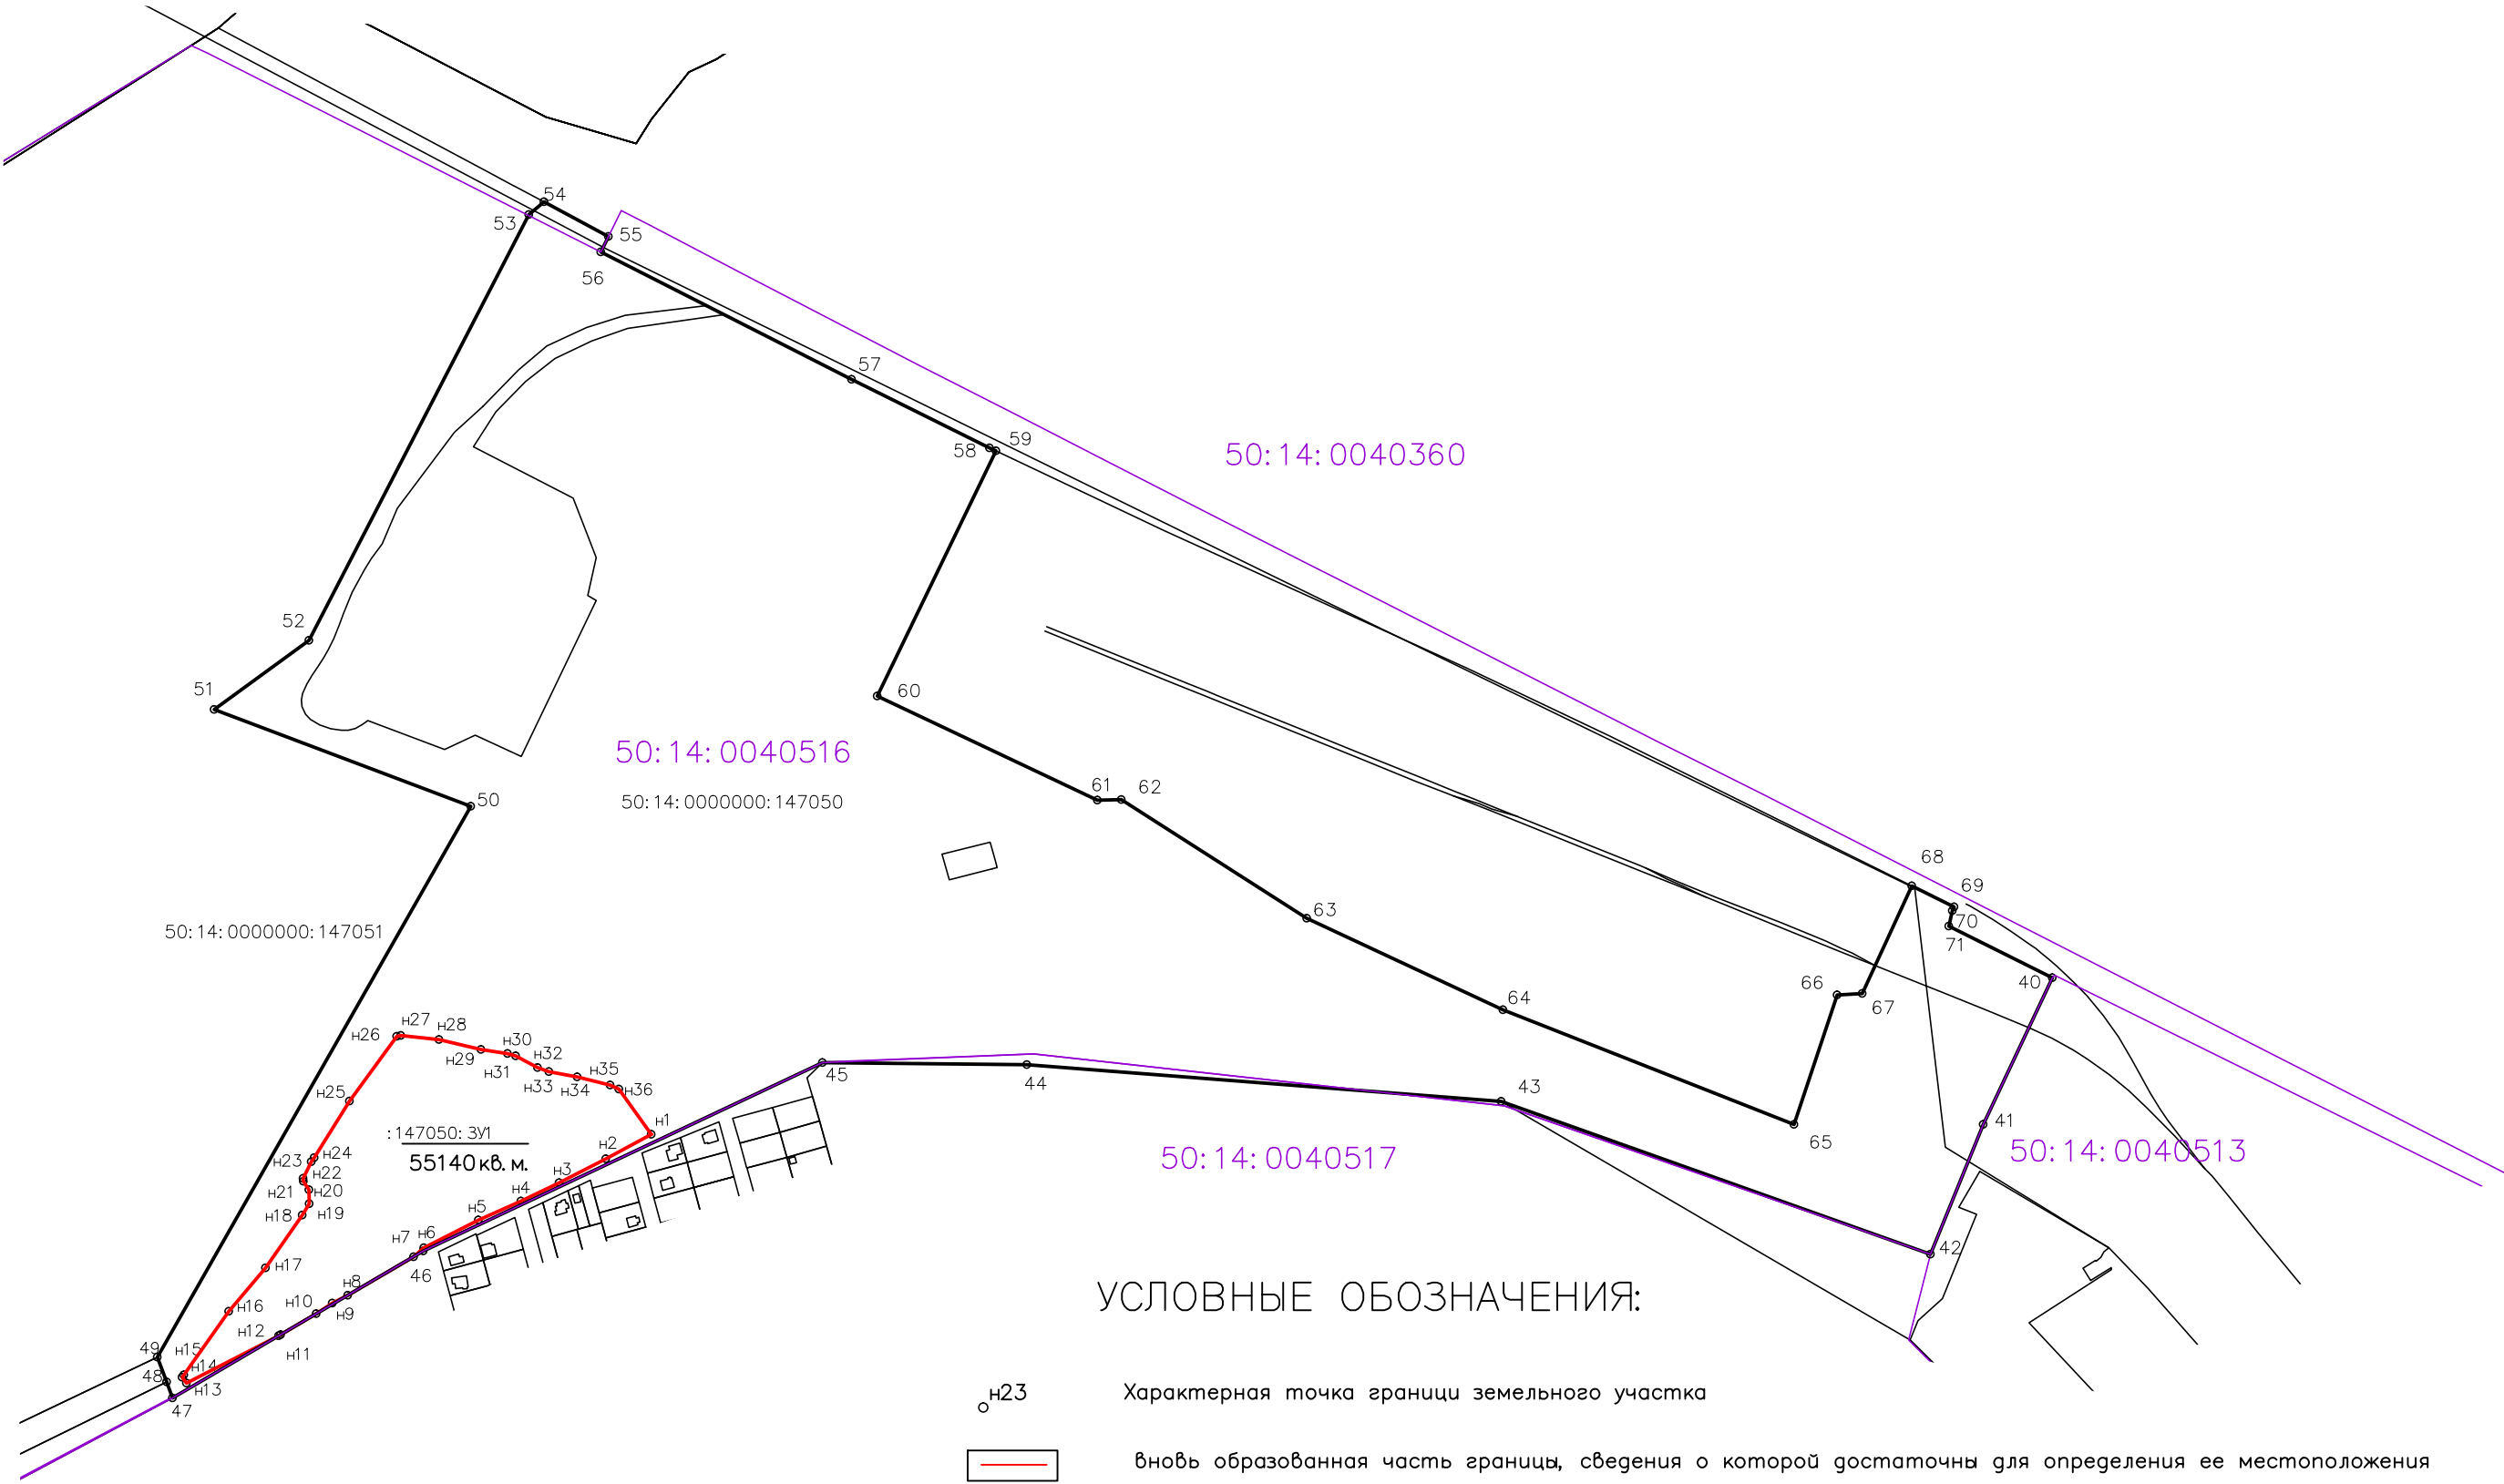 54
53
55
56
57
59
58
50:14:0040360
52
51
60
50:14:0040516
50
61
62
50:14:0000000:147050
68
69
63
70
50:14:0000000:147051
71
40
66
64
67
н27
н28
н26
н30
н29
н32
н31
н33
н35
н34
н36
45
44
43
н25
н1
65
41
:147050:ЗУ1
50:14:0040517
50:14:0040513
55140кв. м.
н2
н24
н23
н22
н3
н21
н20
н4
н19
н18
н5
н6
н7
42
н17
46
н8
УСЛОВНЫЕ ОБОЗНАЧЕНИЯ:
н16
н10
н9
н12
49
н15
н11
н14
48
н13
47
н23
Характерная точка граници земельного участка
вновь образованная часть границы, сведения о которой достаточны для определения ее местоположения